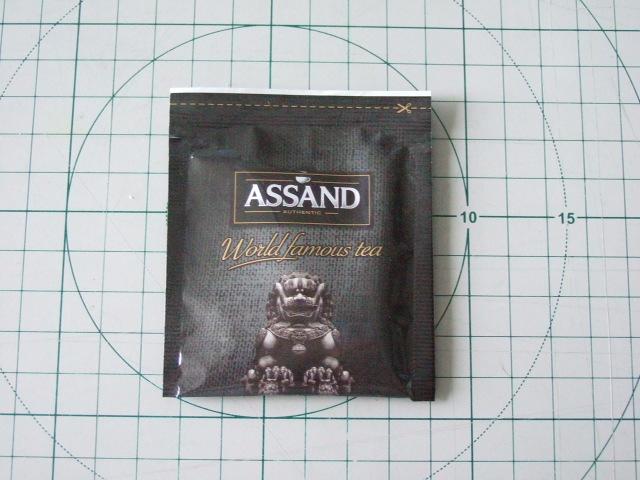 ASSAND
AUTHENTIC
World famous tea
10
15